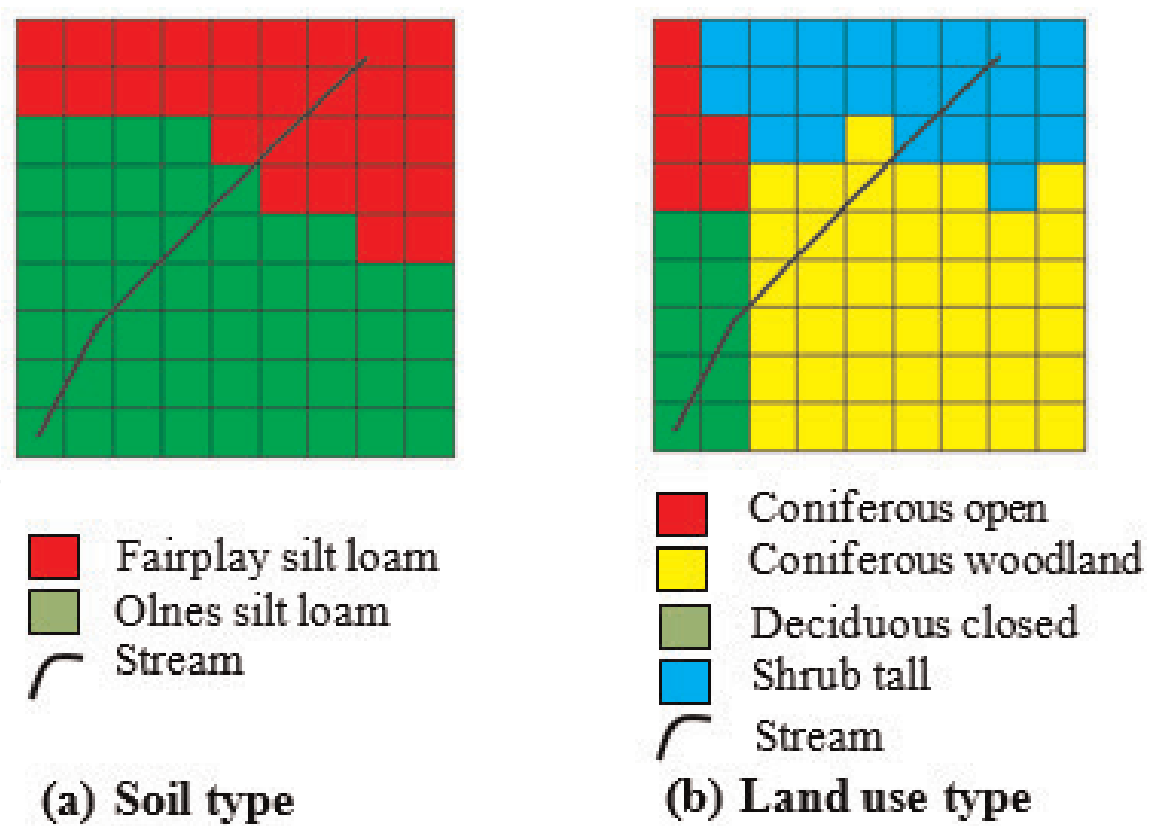 Fairplay silt loam
Olnes silt loam
Stream
(a) Soil type
Coniferous open
Coniferous woodland
Deciduous closed
Shrub tall
Stream
(b) Land use type